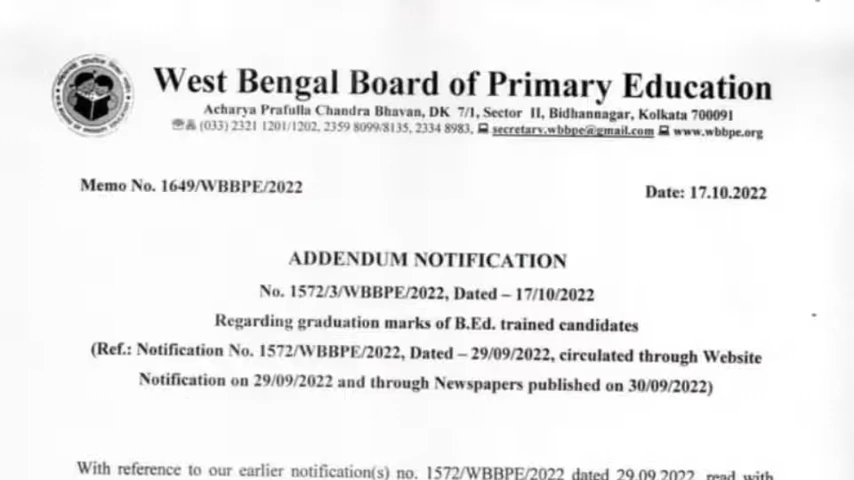 West Bengal Board of Primary Education
Acharya Prafulla Chandra Bhavan, DK 7/1, Sector II, Bidhannagar, Kolkata 700091
(033) 2321 1201/1202, 2359 8099/8135, 2334 8983, secretary.wbbpe@gmail.com www.wbbpe.org
Memo No. 1649/WBBPE/2022
Date: 17.10.2022
ADDENDUM NOTIFICATION
No. 1572/3/WBBPE/2022, Dated – 17/10/2022
Regarding graduation marks of B.Ed. trained candidates
(Ref.: Notification No. 1572/WBBPE/2022, Dated – 29/09/2022, circulated through Website
Notification on 29/09/2022 and through Newspapers published on 30/09/2022)
With reference to our earlier notification(s) no. 1572/WBBPE/2022 dated 29.09.2022, read with